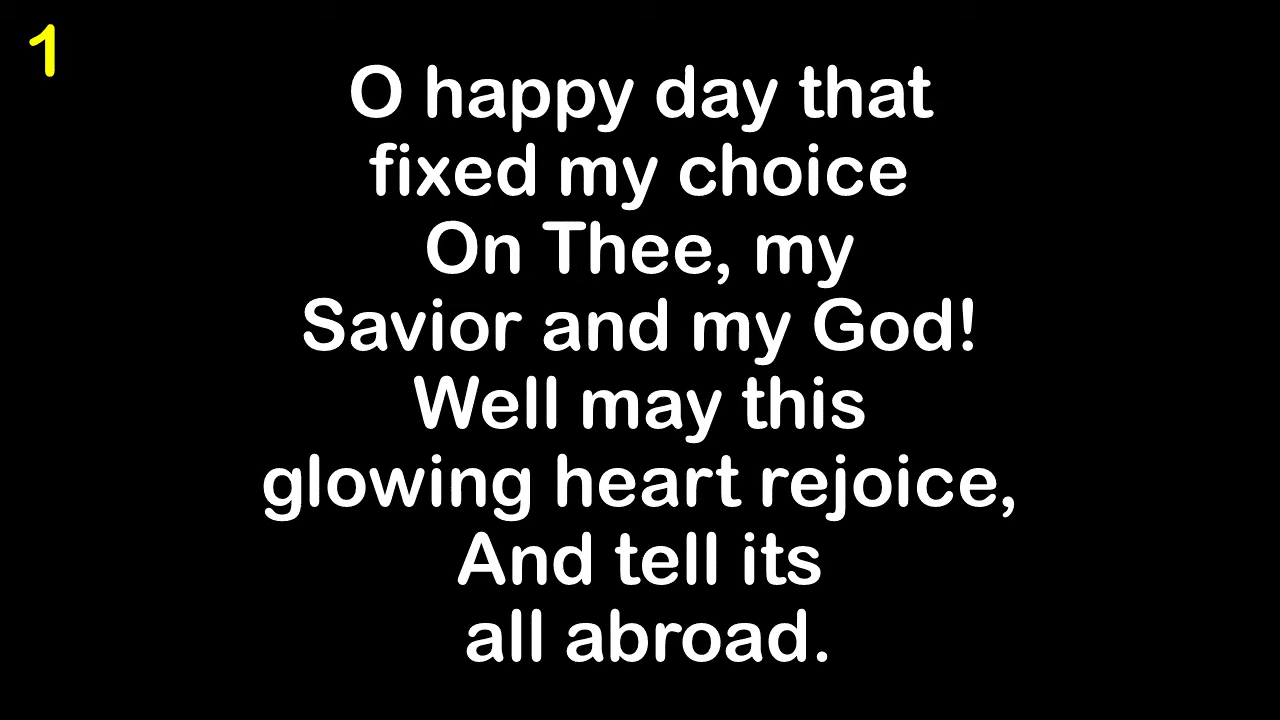 1
O happy day that
fixed my choice
On Thee, my
Savior and my God!
Well may this
glowing heart rejoice,
And tell its
all abroad.